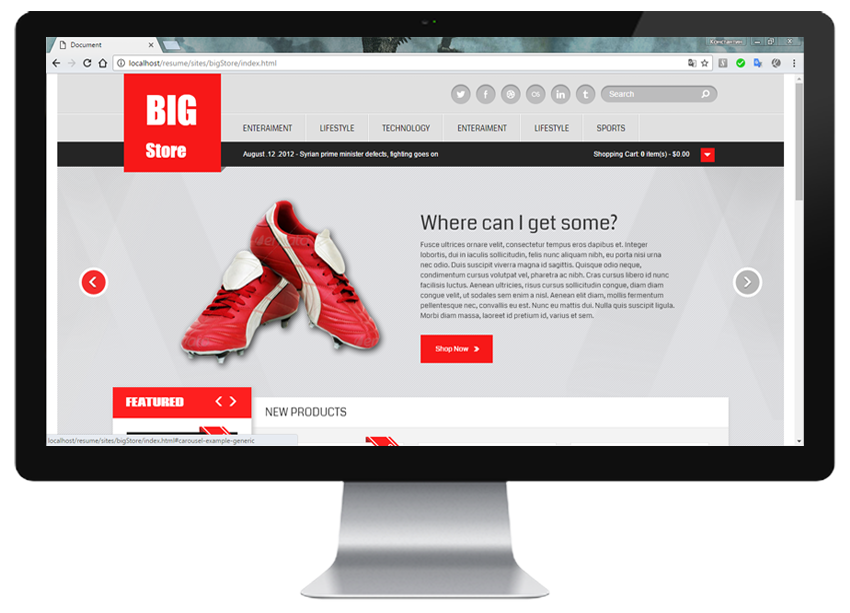 Document
localhost/resume/sites/bigStore/index.html
BIG
Store
Search
ENTERAIMENT LIFESTYLE TECHNOLOGY ENTERAIMENT LIFESTYLE SPORTS
August .12 .2012 - Syrian prime minister defects, fighting goes on
Shopping Cart: 0 item(s) - $0.00
Where can I get some?
Fusce ultrices ornare velit, consectetur tempus eros dapibus et. Integer
lobortis, dui in iaculis sollicitudin, felis nunc aliquam nibh, eu porta nisi urna
nec odio. Duis suscipit viverra magna id sagittis. Quisque odio neque,
condimentum cursus volutpat vel, pharetra ac nibh. Cras cursus libero id nunc
facilisis luctus. Aenean ultricies, risus cursus sollicitudin congue, diam diam
congue velit, ut sodales sem enim a nisl. Aenean elit diam, mollis fermentum
pellentesque nec, convallis eu est. Nunc eu mattis dui. Nulla quis suscipit ligula.
Morbi diam massa, laoreet id pretium id, varius et sem.
Shop Now
FEATURED
NEW PRODUCTS
localhost/resume/sites/bigStore/index.html#carousel-example-generic